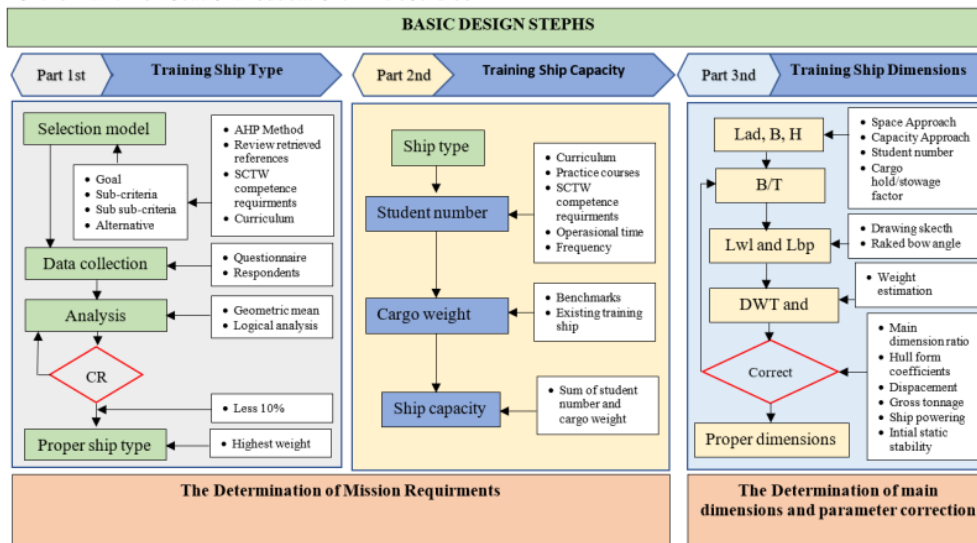 BASIC DESIGN STEPHS
Part 1st
Training Ship Type
Selection model
• AHP Method
• Review retrieved
references
• SCTW
competence
requirments
• Curriculum
• Goal
• Sub-criteria
• Sub sub-criteria
• Alternative
Data collection
• Questionnaire
• Respondents
Analysis
• Geometric mean
• Logical analysis
CR
• Less 10%
Proper ship type
• Highest weight
Part 2nd
Training Ship Capacity
Ship type
• Curriculum
• Practice courses
• SCTW
competence
requirments
• Operasional time
• Frequency
Student number
Cargo weight
• Benchmarks
• Existing training
ship
Ship capacity
• Sum of student
number and
cargo weight
Part 3nd
Training Ship Dimensions
Lad, B, H
• Space Approach
• Capacity Approach
• Student number
• Cargo
hold/stowage
factor
B/T
Lwl and Lbp
• Drawing skecth
• Raked bow angle
DWT and
• Weight
estimation
Correct
• Main
dimension ratio
• Hull form
coefficients
• Dispacement
• Gross tonnage
• Ship powering
• Intial static
stability
Proper dimensions
The Determination of Mission Requirments
The Determination of main
dimensions and parameter correction